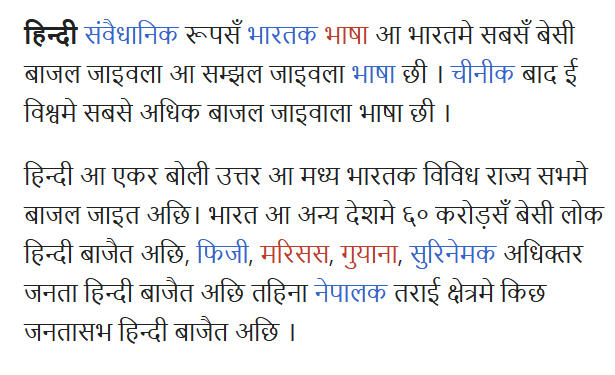 हिन्दी संवैधानिक रूपसँ भारतक भाषा आ भारतमे सबसँ बेसी
बाजल जाइवला आ सम्झल जाइवला भाषा छी । चीनीक बाद ई
विश्वमे सबसे अधिक बाजल जाइवाला भाषा छी ।
हिन्दी आ एकर बोली उत्तर आ मध्य भारतक विविध राज्य सभमे
बाजल जाइत अछि। भारत आ अन्य देशमे ६० करोड़सँ बेसी लोक
हिन्दी बाजैत अछि, फिजी, मरिसस, गुयाना, सुरिनेमक अधिक्तर
जनता हिन्दी बाजैत अछि तहिना नेपालक तराई क्षेत्रमे किछ
जनतासभ हिन्दी बाजैत अछि ।